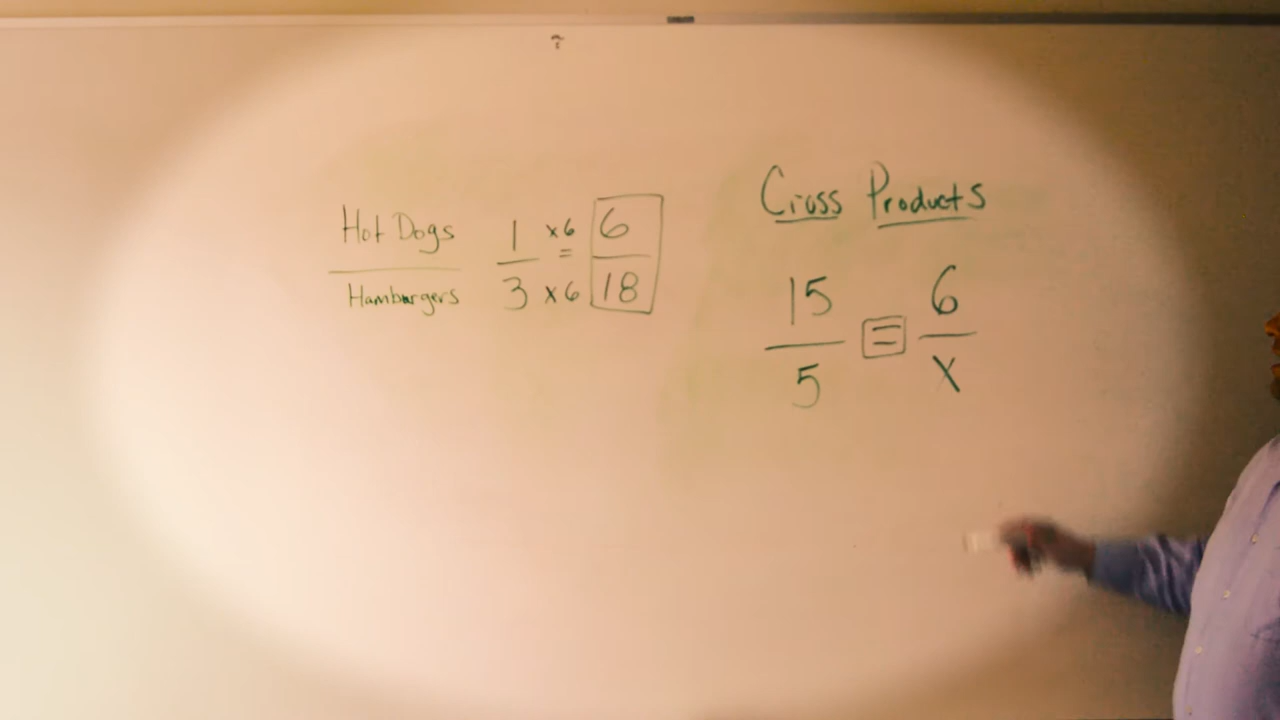 Hot Dogs
Hamburgers
1 x6 = 6
3 x6 18
Cross Products
15 = 6
5 x